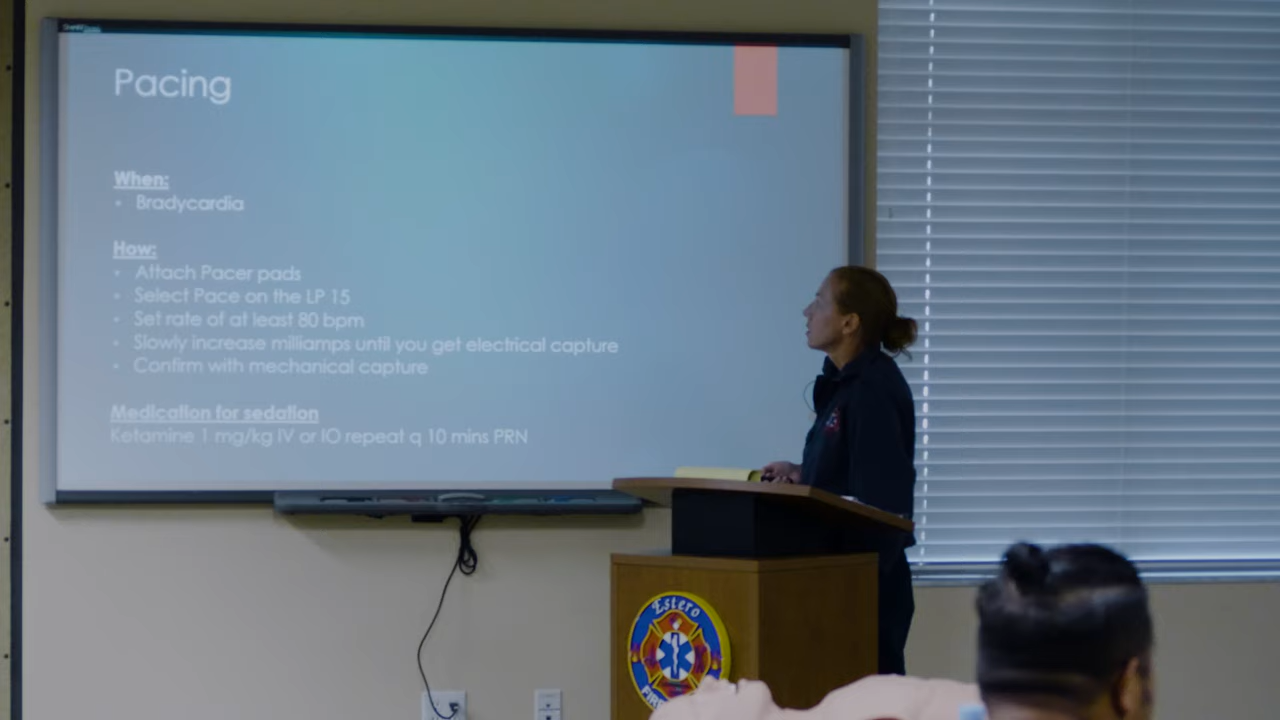 Pacing
When:
• Bradycardia
How:
• Attach Pacer pads
• Select Pace on the LP 15
• Set rate of at least 80 bpm
• Slowly increase milliamps until you get electrical capture
• Confirm with mechanical capture
Medication for sedation
Ketamine 1 mg/kg IV or IO repeat q 10 mins PRN
Estero
FIRE